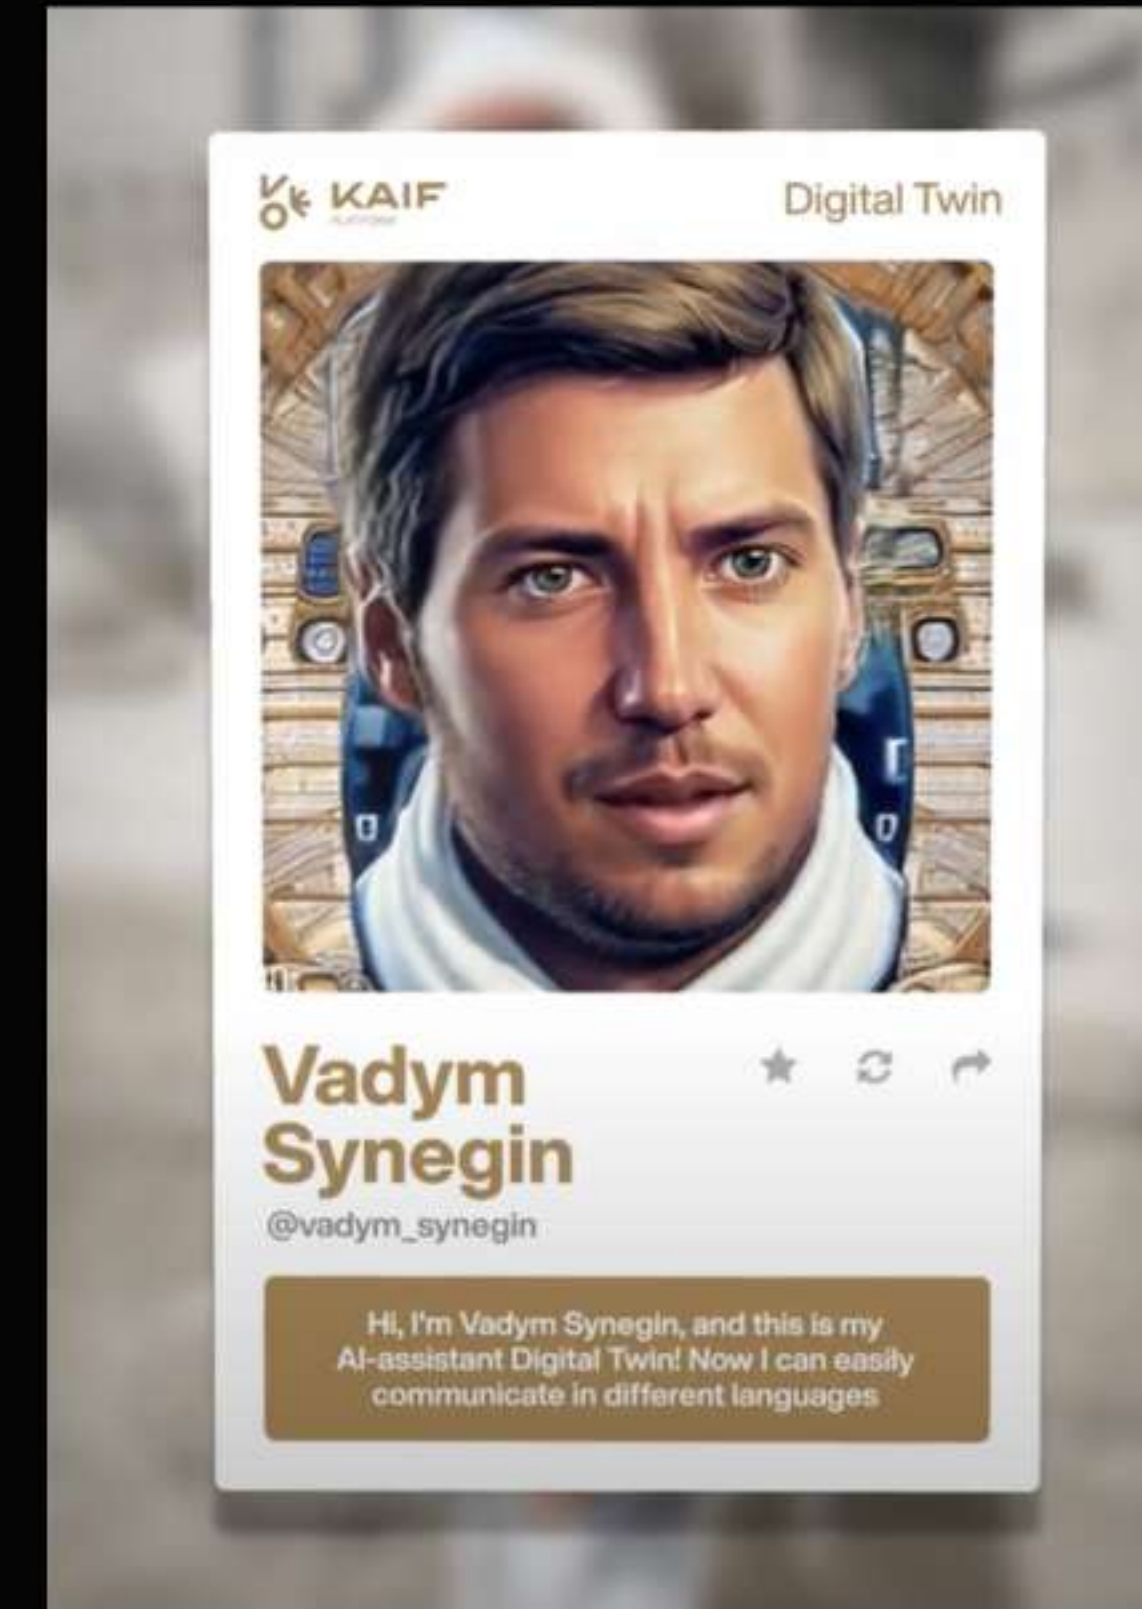 KAIF
PLATFORM
Digital Twin
Vadym
Synegin
@vadym_synegin
Hi, I'm Vadym Synegin, and this is my
AI-assistant Digital Twin! Now I can easily
communicate in different languages